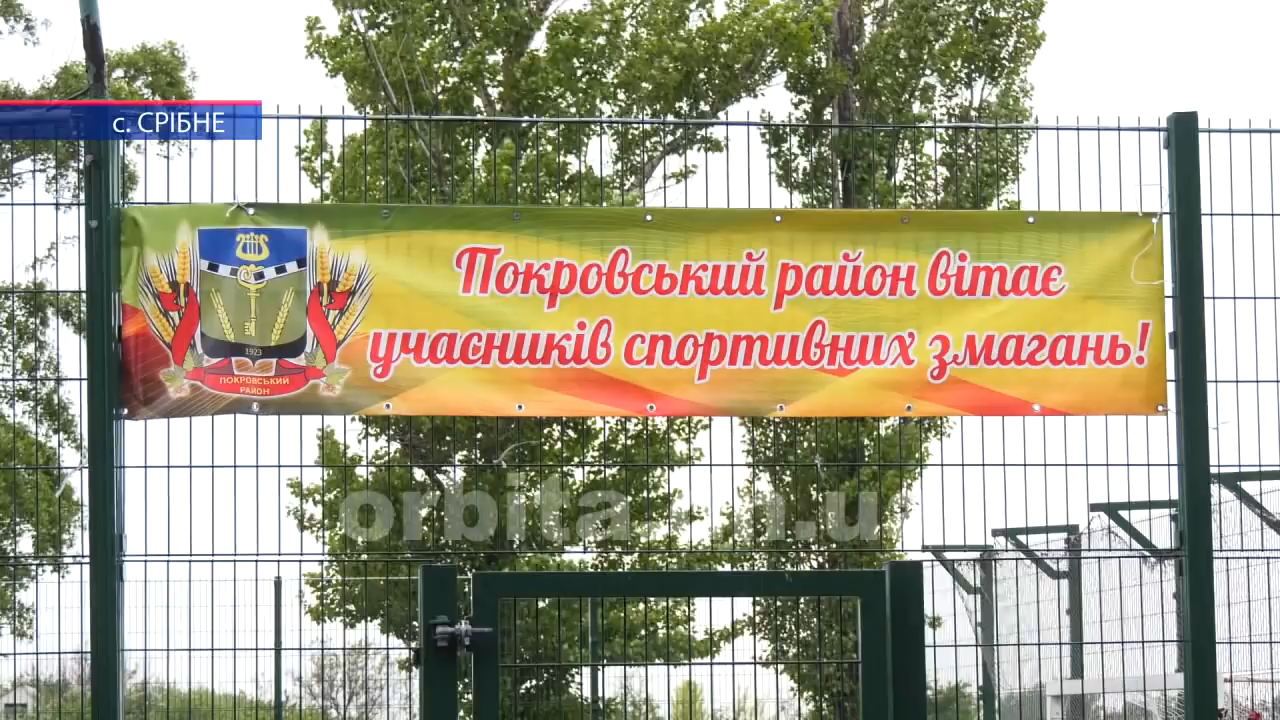 с. СРІБНЕ
Покровський район вітає
учасників спортивних змагань!
1923
ПОКРОВСЬКИЙ
РАЙОН